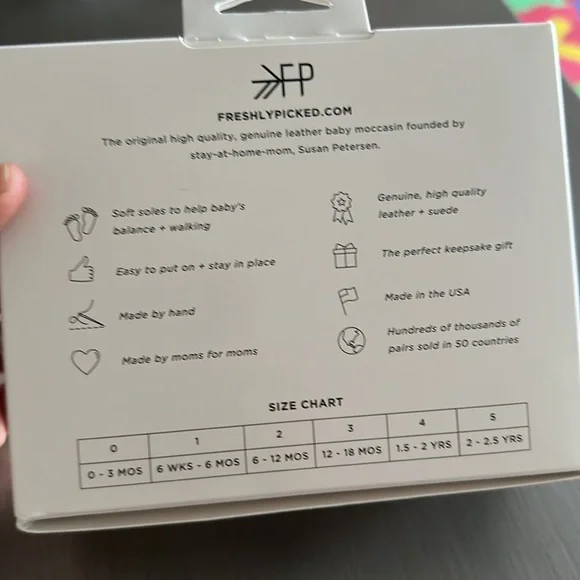 FP
FRESHLYPICKED.COM
The original high quality, genuine leather baby moccasin founded by
stay-at-home-mom, Susan Petersen.
Soft soles to help baby's
balance + walking
Easy to put on + stay in place
Made by hand
Made by moms for moms
Genuine, high quality
leather + suede
The perfect keepsake gift
Made in the USA
Hundreds of thousands of
pairs sold in 50 countries
SIZE CHART
0 1 2 3 4 5
0 - 3 MOS 6 WKS - 6 MOS 6 - 12 MOS 12 - 18 MOS 1.5 - 2 YRS 2 - 2.5 YRS